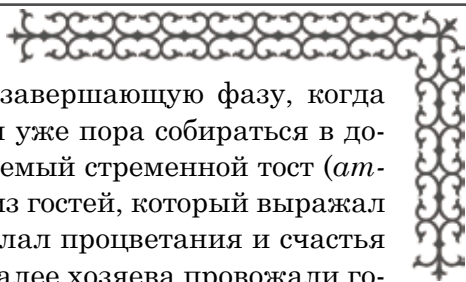 завершающую фазу, когда
уже пора собираться в до-
емый стременной тост (ат-
из гостей, который выражал
лал процветания и счастья
алее хозяева провожали го-